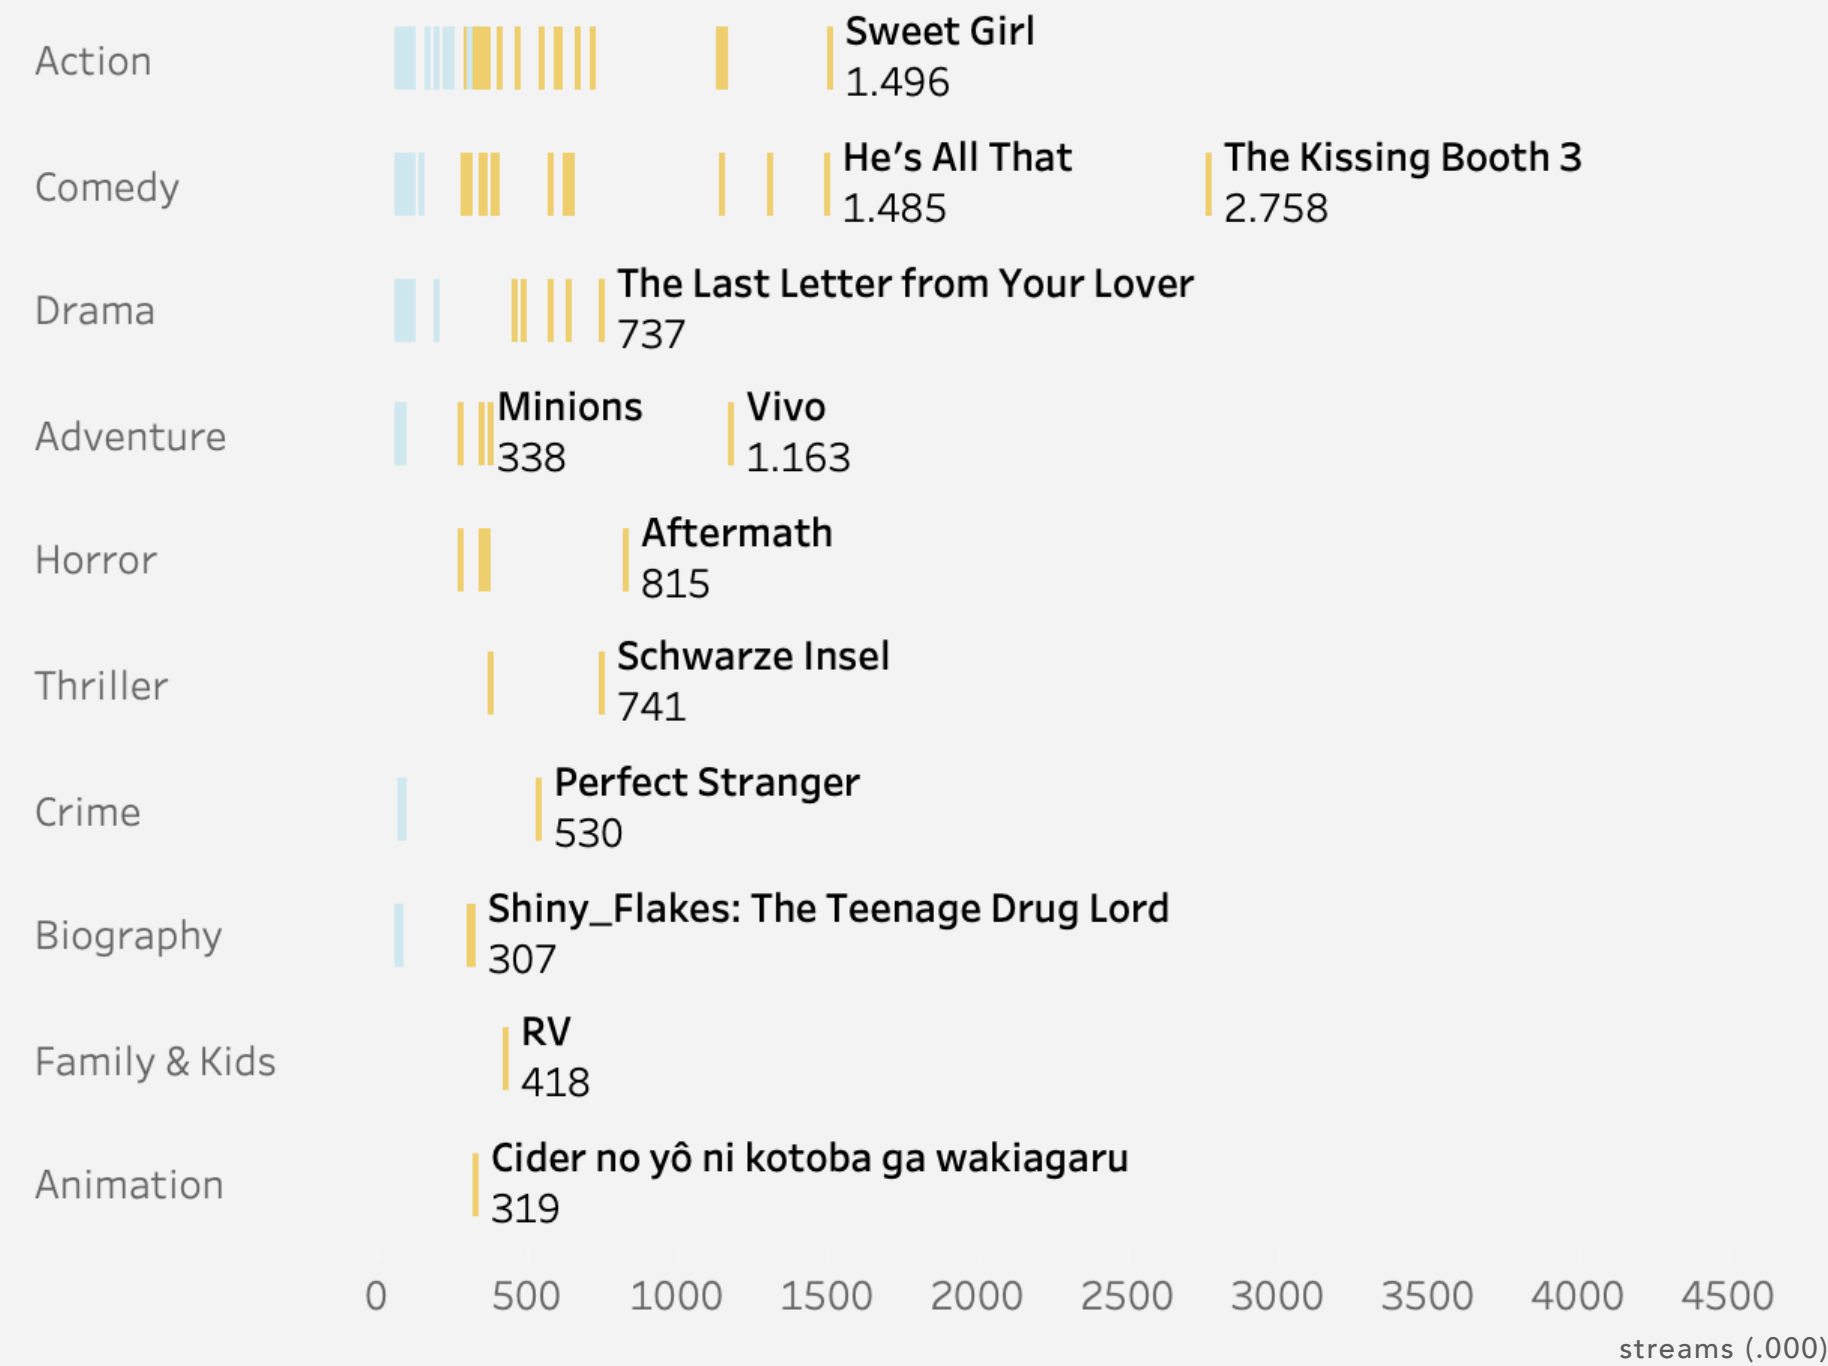 Action
Sweet Girl
1.496
Comedy
He’s All That
1.485
The Kissing Booth 3
2.758
Drama
The Last Letter from Your Lover
737
Adventure
Minions
338
Vivo
1.163
Horror
Aftermath
815
Thriller
Schwarze Insel
741
Crime
Perfect Stranger
530
Biography
Shiny_Flakes: The Teenage Drug Lord
307
Family & Kids
RV
418
Animation
Cider no yô ni kotoba ga wakiagaru
319
0 500 1000 1500 2000 2500 3000 3500 4000 4500
streams (.000)